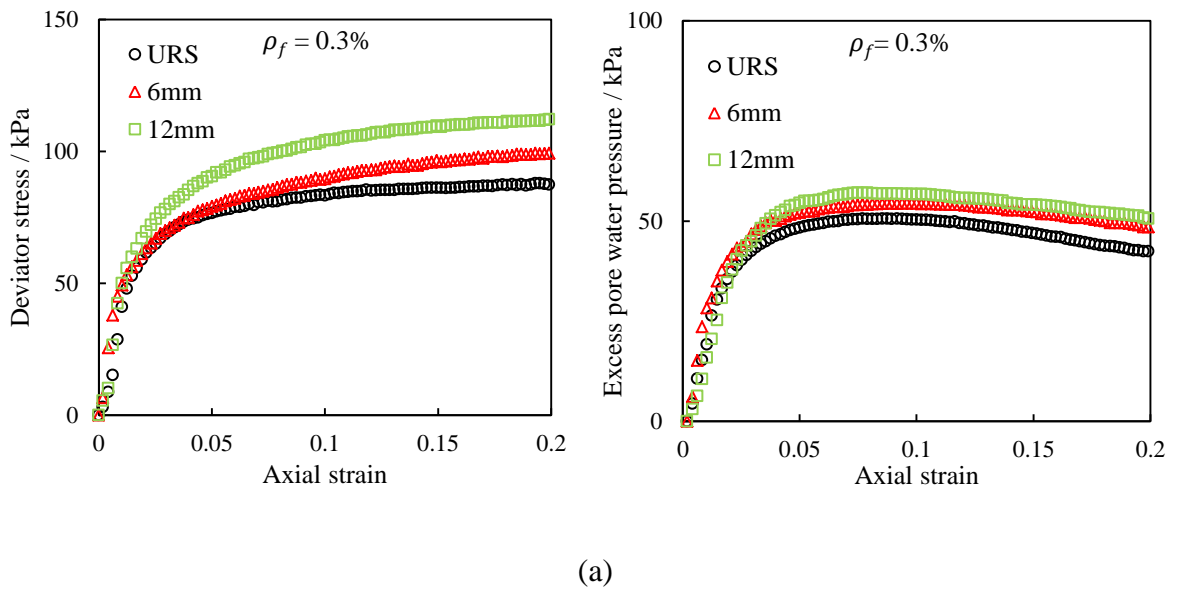 150
100
50
0
Deviator stress / kPa
ρf = 0.3%
URS
6mm
12mm
0 0.05 0.1 0.15 0.2
Axial strain
100
50
0
Excess pore water pressure / kPa
ρf= 0.3%
URS
6mm
12mm
0 0.05 0.1 0.15 0.2
Axial strain
(a)